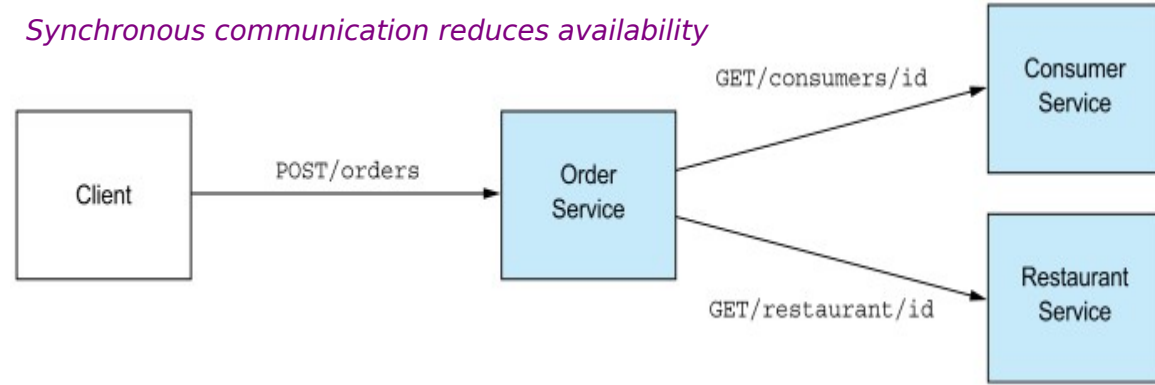 Synchronous communication reduces availability
Client
POST/orders
Order
Service
GET/consumers/id
Consumer
Service
GET/restaurant/id
Restaurant
Service